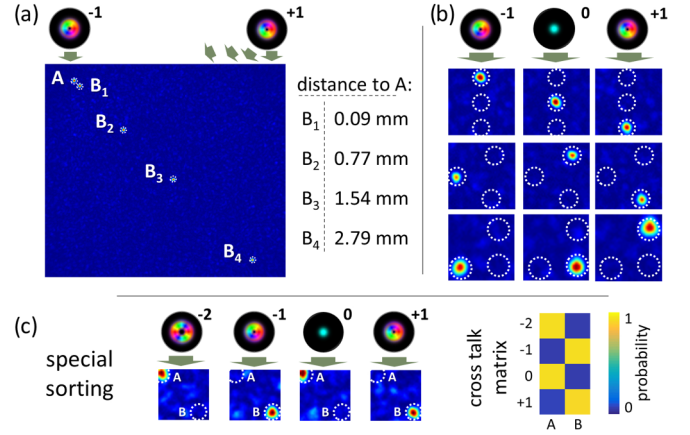 (a)
-1
+1
A
B1
B2
B3
B4
distance to A:
B1 0.09 mm
B2 0.77 mm
B3 1.54 mm
B4 2.79 mm
(b)
-1
0
+1
(c)
special
sorting
-2
-1
0
+1
A
B
A
B
A
B
A
B
cross talk
matrix
-2
-1
0
+1
A B
1
0
probability